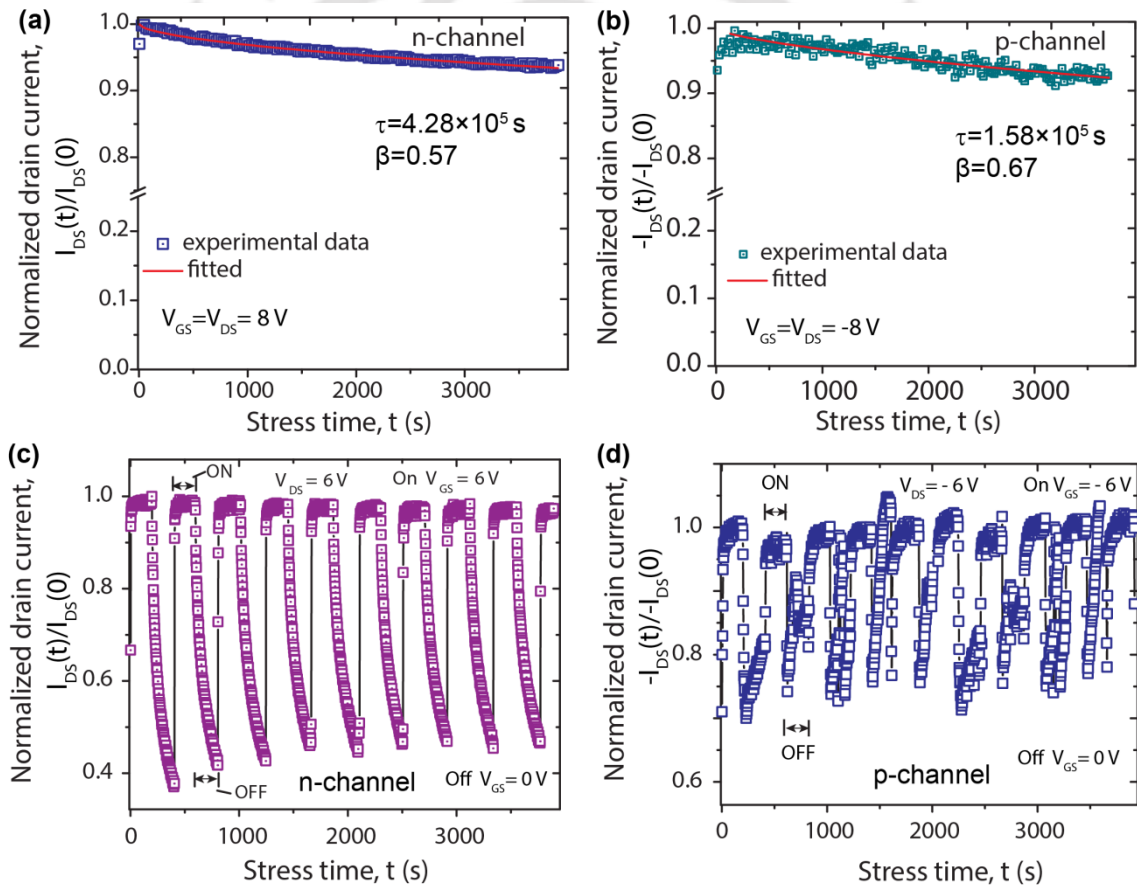 (a)
Normalized drain current,
I_DS(t)/I_DS(0)
1.0
0.9
0.8
0.2
0.1
0.0
n-channel
τ=4.28×10⁵ s
β=0.57
experimental data
fitted
V_GS=V_DS= 8 V
0 1000 2000 3000
Stress time, t (s)
(b)
Normalized drain current,
-I_DS(t)/-I_DS(0)
1.0
0.9
0.8
0.2
0.1
0.0
p-channel
τ=1.58×10⁵ s
β=0.67
experimental data
fitted
V_GS=V_DS= -8 V
0 1000 2000 3000
Stress time, t (s)
(c)
Normalized drain current,
I_DS(t)/I_DS(0)
1.0
0.8
0.6
0.4
ON
V_DS= 6 V On V_GS= 6 V
OFF
n-channel
Off V_GS=0 V
0 1000 2000 3000
Stress time, t (s)
(d)
Normalized drain current,
-I_DS(t)/-I_DS(0)
1.0
0.8
0.6
ON
V_DS= - 6 V On V_GS= - 6 V
OFF
p-channel
Off V_GS=0 V
0 1000 2000 3000
Stress time, t (s)